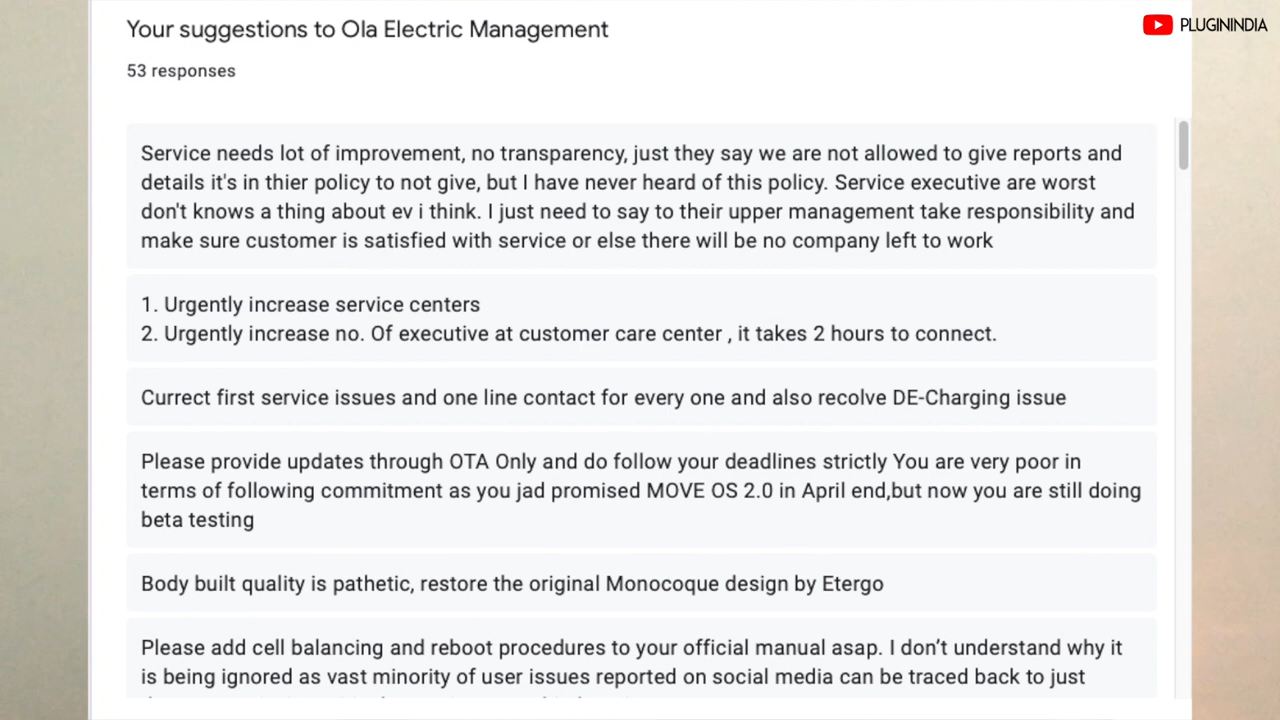 Your suggestions to Ola Electric Management
PLUGININDIA
53 responses
Service needs lot of improvement, no transparency, just they say we are not allowed to give reports and
details it's in thier policy to not give, but I have never heard of this policy. Service executive are worst
don't knows a thing about ev i think. I just need to say to their upper management take responsibility and
make sure customer is satisfied with service or else there will be no company left to work
1. Urgently increase service centers
2. Urgently increase no. Of executive at customer care center , it takes 2 hours to connect.
Currect first service issues and one line contact for every one and also recolve DE-Charging issue
Please provide updates through OTA Only and do follow your deadlines strictly You are very poor in
terms of following commitment as you jad promised MOVE OS 2.0 in April end,but now you are still doing
beta testing
Body built quality is pathetic, restore the original Monocoque design by Etergo
Please add cell balancing and reboot procedures to your official manual asap. I don’t understand why it
is being ignored as vast minority of user issues reported on social media can be traced back to just